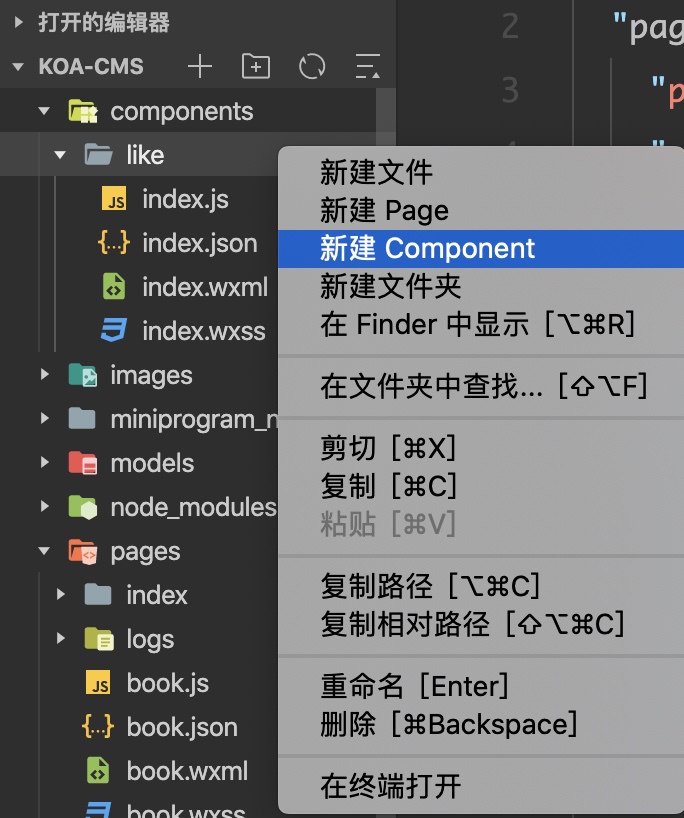 打开的编辑器
KOA-CMS
components
like
index.js
index.json
index.wxml
index.wxss
images
miniprogram_n
models
node_modules
pages
index
logs
book.js
book.json
book.wxml
book.wxss
2
"pag
3
"p
新建文件
新建 Page
新建 Component
新建文件夹
在 Finder 中显示 [⌥⌘R]
在文件夹中查找... [⇧⌥F]
剪切 [⌘X]
复制 [⌘C]
粘贴 [⌘V]
复制路径 [⌥⌘C]
复制相对路径 [⇧⌥⌘C]
重命名 [Enter]
删除 [⌘Backspace]
在终端打开